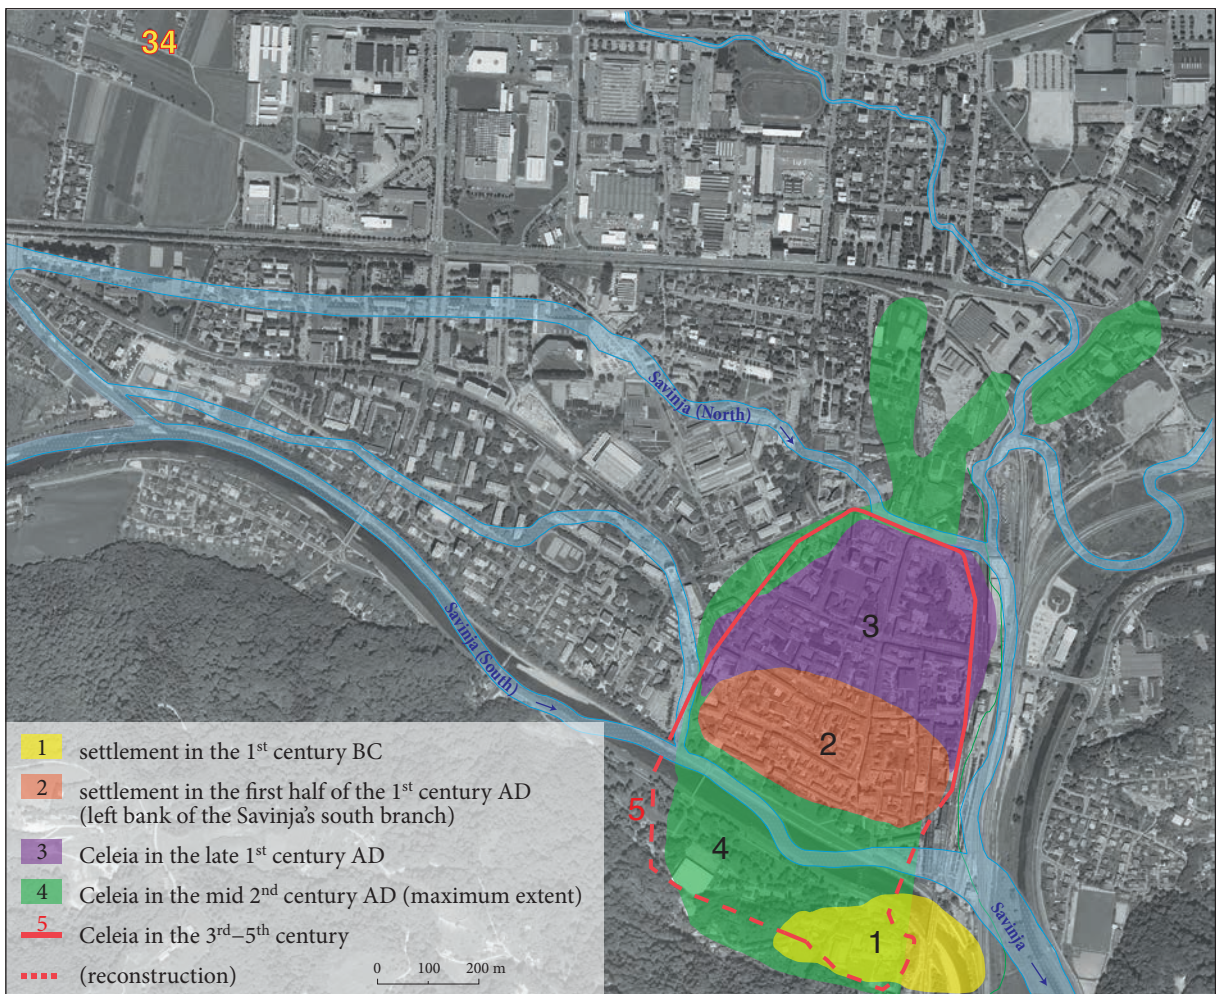 34
Savinja (North)
Savinja (South)
3
2
5
4
1
Savinja
1 settlement in the 1st century BC
2 settlement in the first half of the 1st century AD
(left bank of the Savinja's south branch)
3 Celeia in the late 1st century AD
4 Celeia in the mid 2nd century AD (maximum extent)
5 Celeia in the 3rd–5th century
(reconstruction)
0 100 200 m